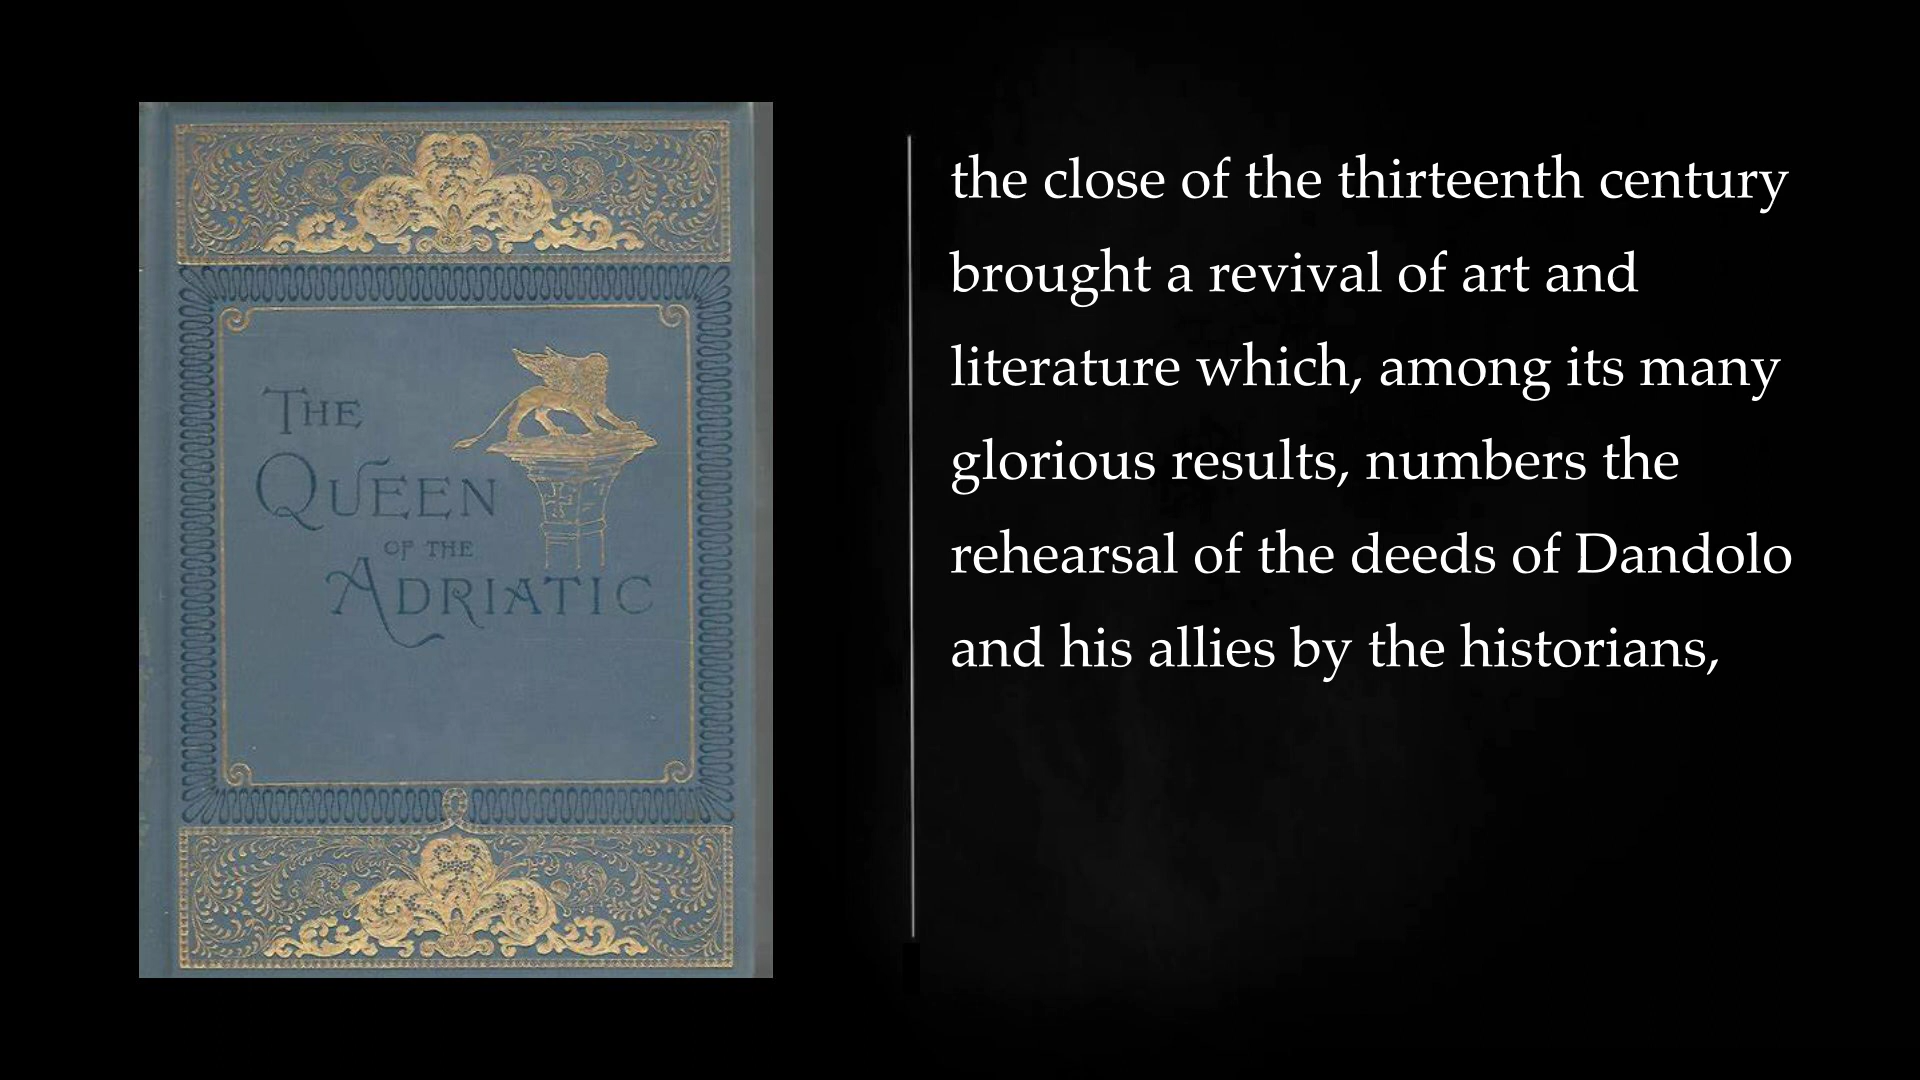 THE
QUEEN
OF THE
ADRIATIC
the close of the thirteenth century
brought a revival of art and
literature which, among its many
glorious results, numbers the
rehearsal of the deeds of Dandolo
and his allies by the historians,